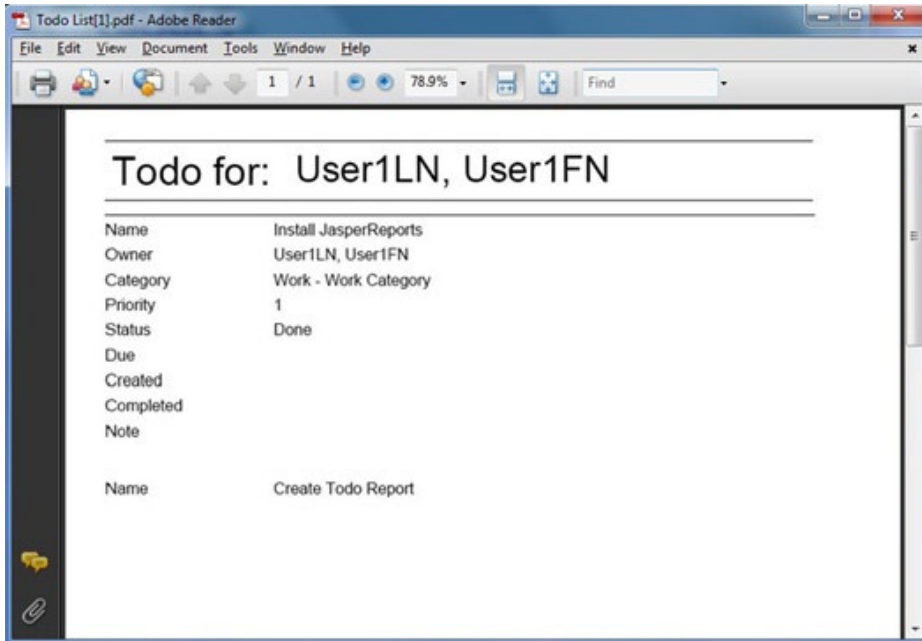 Todo List[1].pdf - Adobe Reader
File Edit View Document Tools Window Help
1 / 1 78.9% Find
Todo for: User1LN, User1FN
Name Install JasperReports
Owner User1LN, User1FN
Category Work - Work Category
Priority 1
Status Done
Due
Created
Completed
Note
Name Create Todo Report